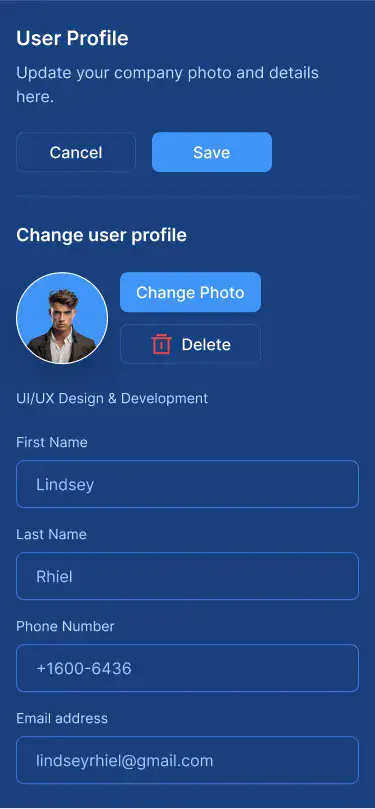 User Profile
Update your company photo and details
here.
Cancel
Save
Change user profile
Change Photo
Delete
UI/UX Design & Development
First Name
Lindsey
Last Name
Rhiel
Phone Number
+1600-6436
Email address
lindseyrhiel@gmail.com